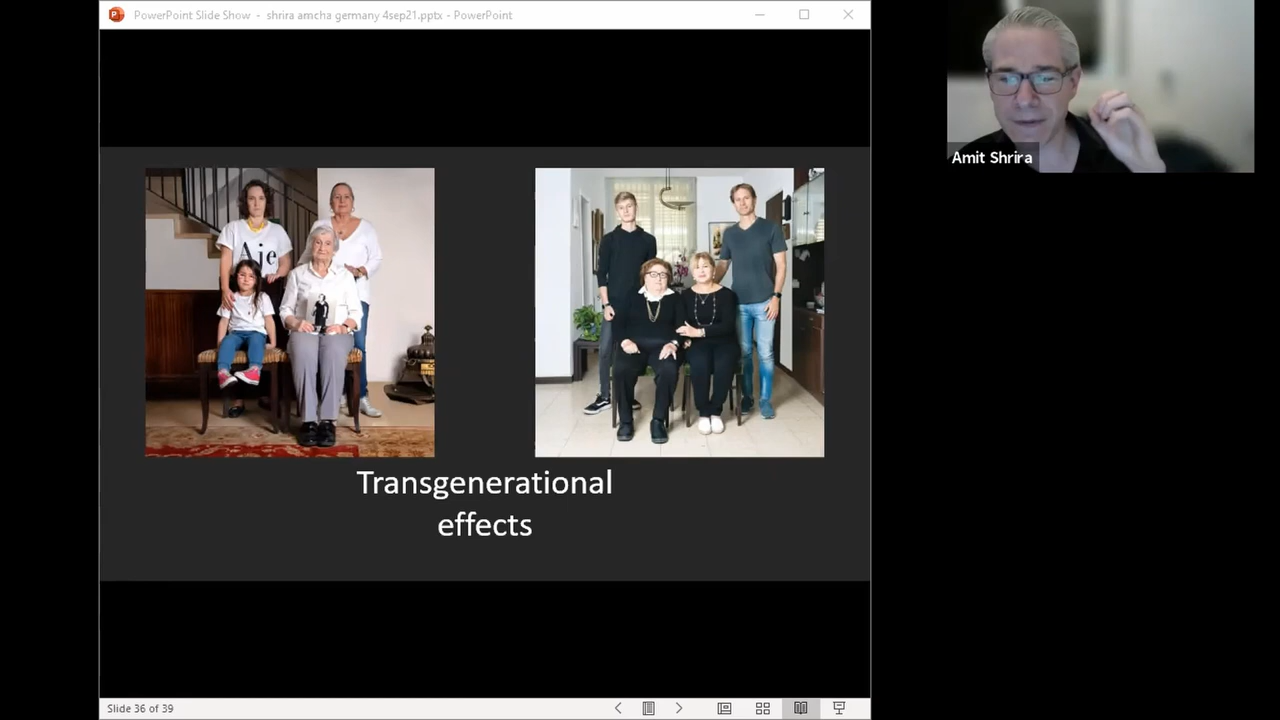 PowerPoint Slide Show - shrira amcha germany 4sep21.pptx - PowerPoint
Amit Shrira
Aje
Transgenerational
effects
Slide 36 of 39